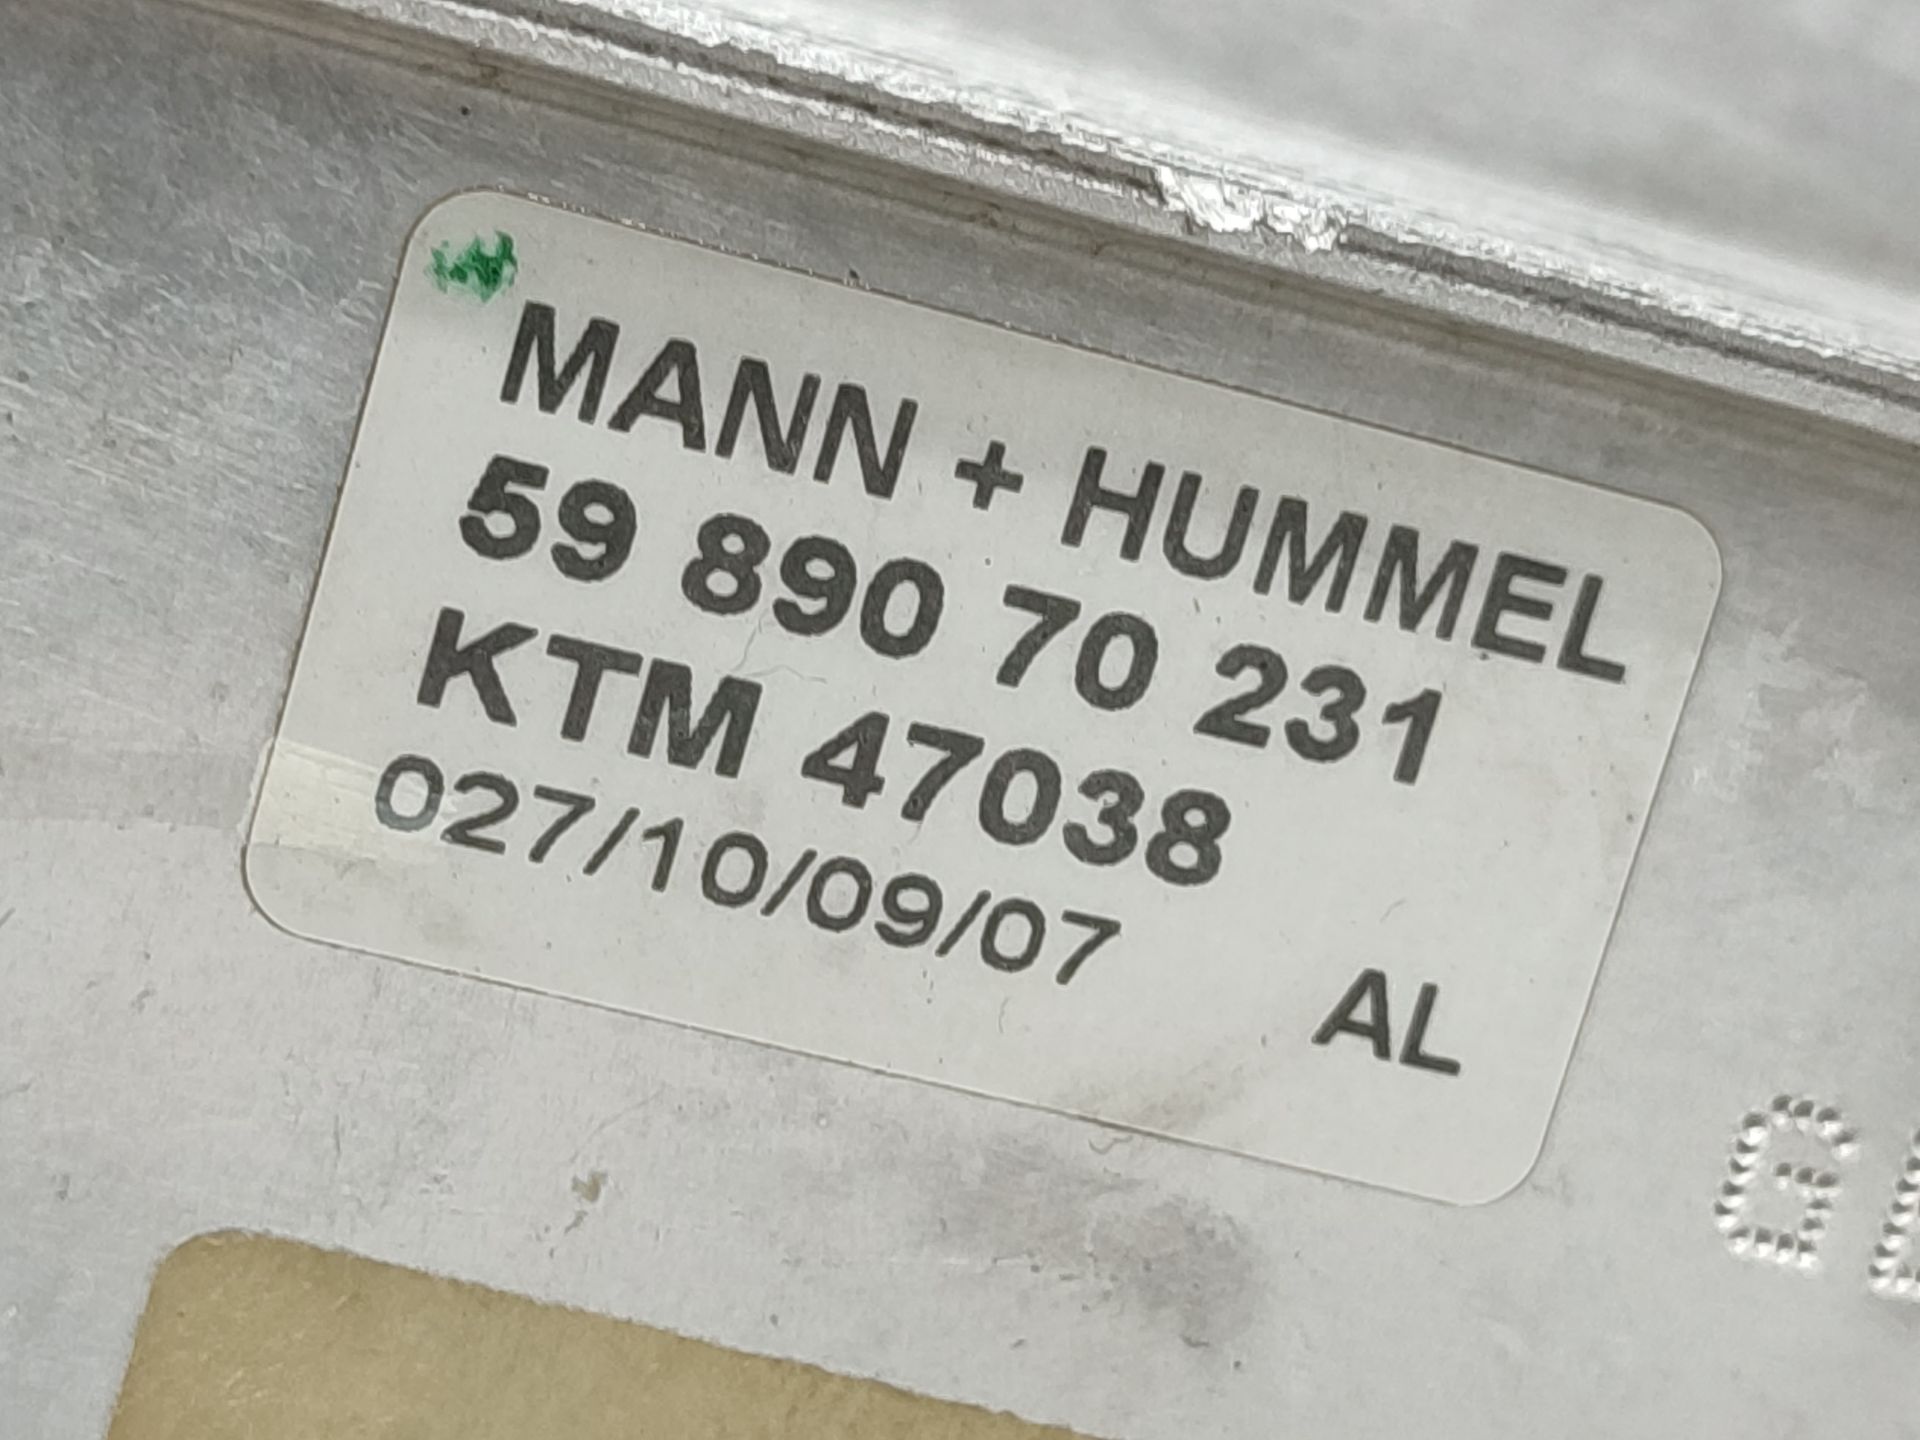 MANN + HUMMEL
59 890 70 231
KTM 47038
027/10/09/07
AL
G